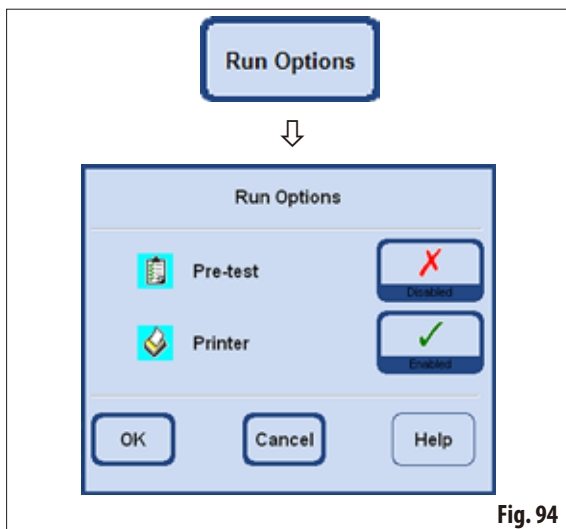 Run Options
Run Options
Pre-test
Disabled
Printer
Enabled
OK Cancel Help
Fig. 94